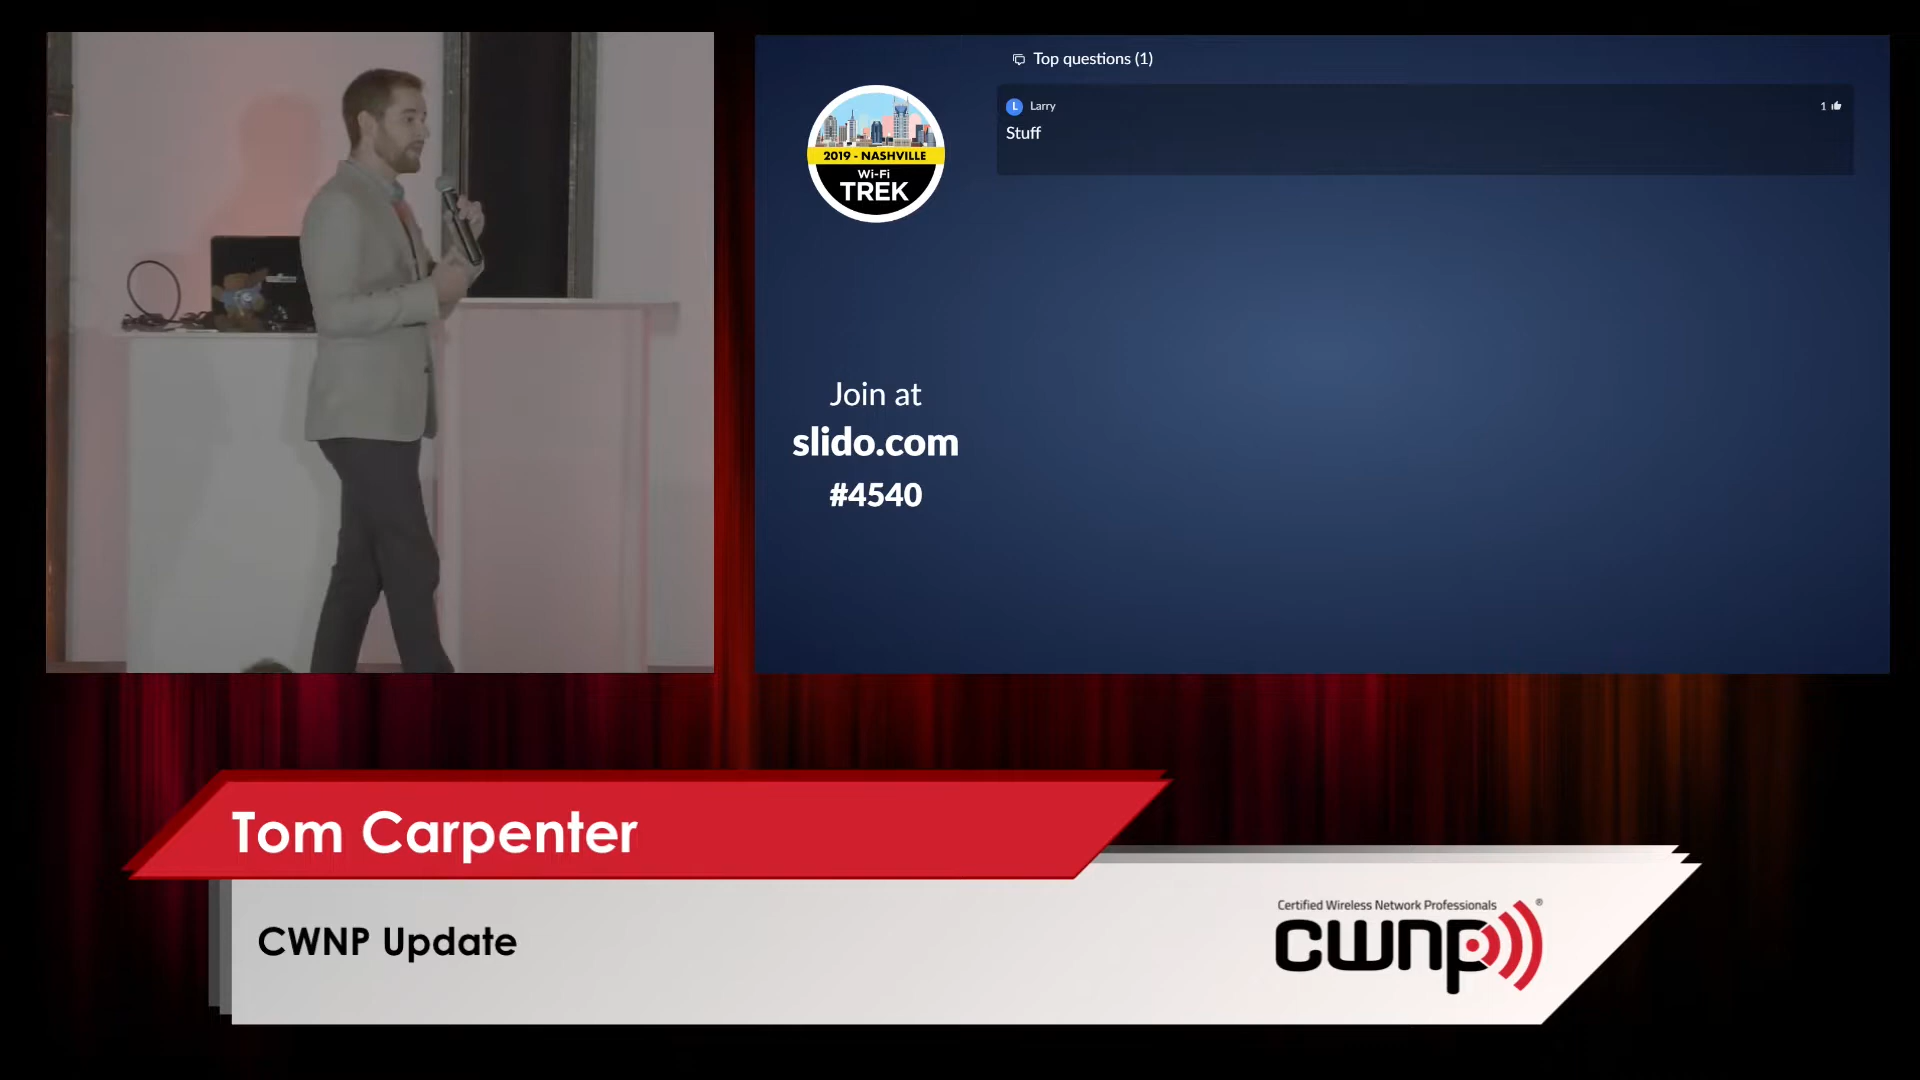 Top questions (1)
L Larry 1
Stuff
2019 - NASHVILLE
Wi-Fi
TREK
Join at
slido.com
#4540
Tom Carpenter
CWNP Update
Certified Wireless Network Professionals ®
cwnp